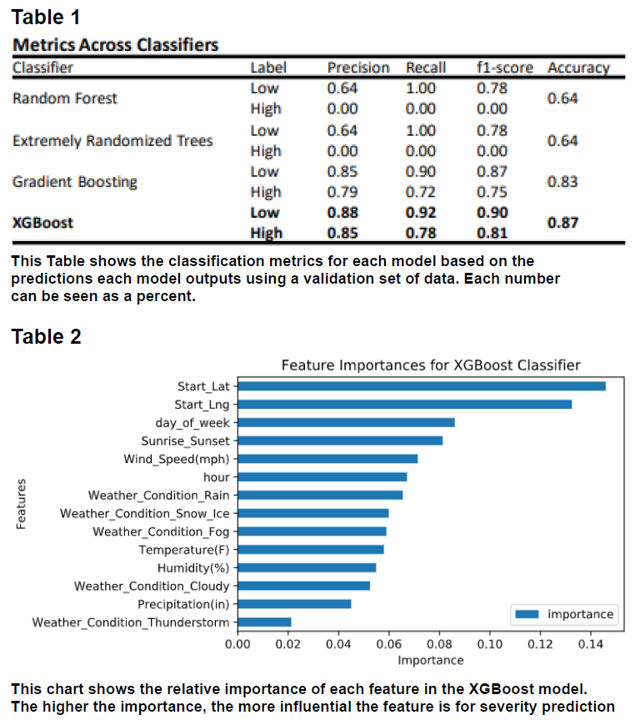 Table 1
Metrics Across Classifiers
Classifier Label Precision Recall f1-score Accuracy
Random Forest Low 0.64 1.00 0.78 0.64
High 0.00 0.00 0.00
Extremely Randomized Trees Low 0.64 1.00 0.78 0.64
High 0.00 0.00 0.00
Gradient Boosting Low 0.85 0.90 0.87 0.83
High 0.79 0.72 0.75
XGBoost Low 0.88 0.92 0.90 0.87
High 0.85 0.78 0.81
This Table shows the classification metrics for each model based on the
predictions each model outputs using a validation set of data. Each number
can be seen as a percent.
Table 2
Feature Importances for XGBoost Classifier
Features
Start_Lat
Start_Lng
day_of_week
Sunrise_Sunset
Wind_Speed(mph)
hour
Weather_Condition_Rain
Weather_Condition_Snow_Ice
Weather_Condition_Fog
Temperature(F)
Humidity(%)
Weather_Condition_Cloudy
Precipitation(in)
Weather_Condition_Thunderstorm
importance
0.00 0.02 0.04 0.06 0.08 0.10 0.12 0.14
Importance
This chart shows the relative importance of each feature in the XGBoost model.
The higher the importance, the more influential the feature is for severity prediction